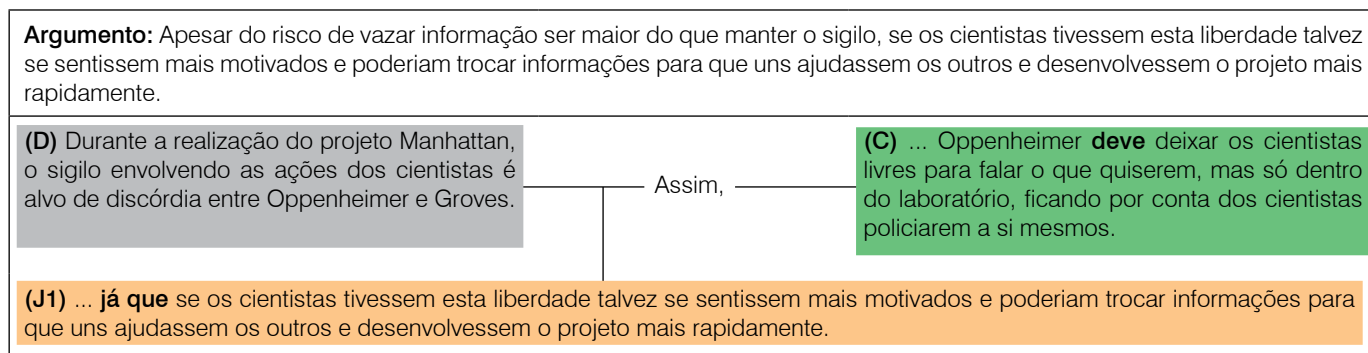 Argumento: Apesar do risco de vazar informação ser maior do que manter o sigilo, se os cientistas tivessem esta liberdade talvez
se sentissem mais motivados e poderiam trocar informações para que uns ajudassem os outros e desenvolvessem o projeto mais
rapidamente.
(D) Durante a realização do projeto Manhattan,
o sigilo envolvendo as ações dos cientistas é
alvo de discórdia entre Oppenheimer e Groves.
Assim,
(C) ... Oppenheimer deve deixar os cientistas
livres para falar o que quiserem, mas só dentro
do laboratório, ficando por conta dos cientistas
policiarem a si mesmos.
(J1) ... já que se os cientistas tivessem esta liberdade talvez se sentissem mais motivados e poderiam trocar informações para
que uns ajudassem os outros e desenvolvessem o projeto mais rapidamente.